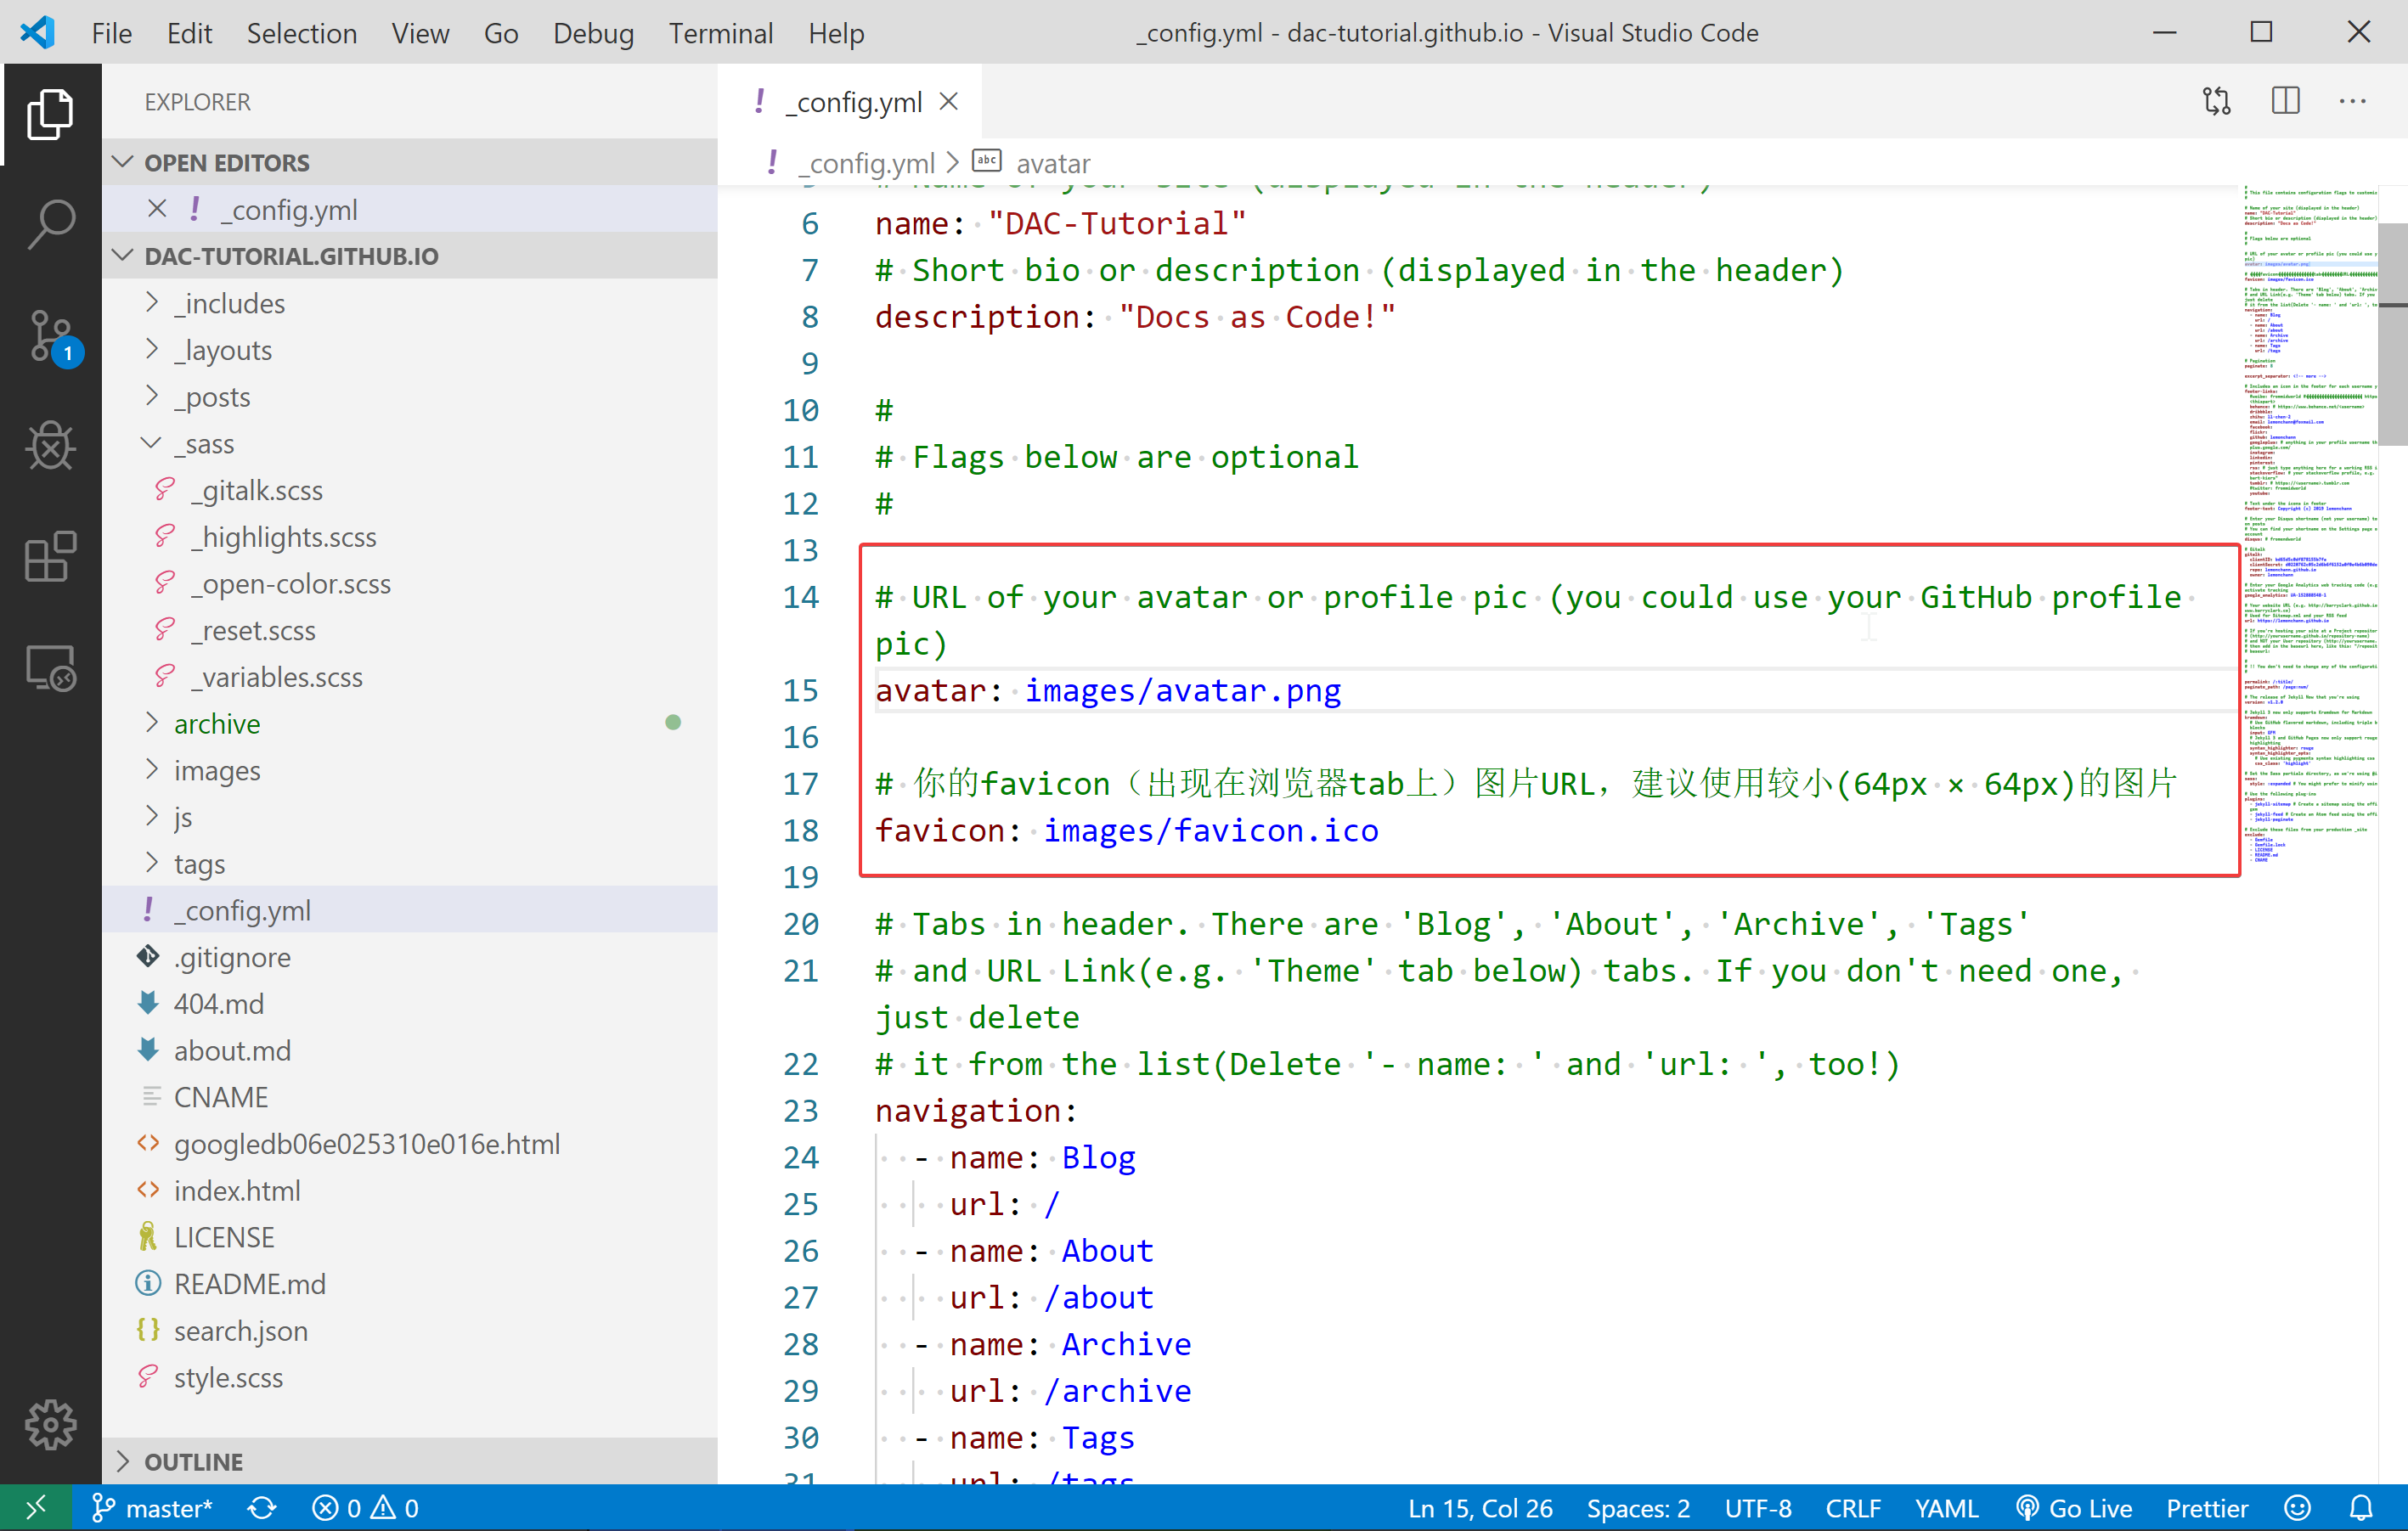 File Edit Selection View Go Debug Terminal Help
_config.yml - dac-tutorial.github.io - Visual Studio Code
EXPLORER
OPEN EDITORS
_config.yml
DAC-TUTORIAL.GITHUB.IO
_includes
_layouts
_posts
_sass
_gitalk.scss
_highlights.scss
_open-color.scss
_reset.scss
_variables.scss
archive
images
js
tags
_config.yml
.gitignore
404.md
about.md
CNAME
googledb06e025310e016e.html
index.html
LICENSE
README.md
search.json
style.scss
OUTLINE
1
_config.yml
_config.yml > abc avatar
# Name of your site (displayed in the header)
6 name: "DAC-Tutorial"
7 # Short bio or description (displayed in the header)
8 description: "Docs as Code!"
9
10 #
11 # Flags below are optional
12 #
13
14 # URL of your avatar or profile pic (you could use your GitHub profile
pic)
15 avatar: images/avatar.png
16
17 # 你的favicon（出现在浏览器tab上）图片URL，建议使用较小(64px × 64px)的图片
18 favicon: images/favicon.ico
19
20 # Tabs in header. There are 'Blog', 'About', 'Archive', 'Tags'
21 # and URL Link(e.g. 'Theme' tab below) tabs. If you don't need one,
just delete
22 # it from the list(Delete '- name: ' and 'url: ', too!)
23 navigation:
24 - name: Blog
25 url: /
26 - name: About
27 url: /about
28 - name: Archive
29 url: /archive
30 - name: Tags
31 url: /tags
master* 0 0 Ln 15, Col 26 Spaces: 2 UTF-8 CRLF YAML Go Live Prettier